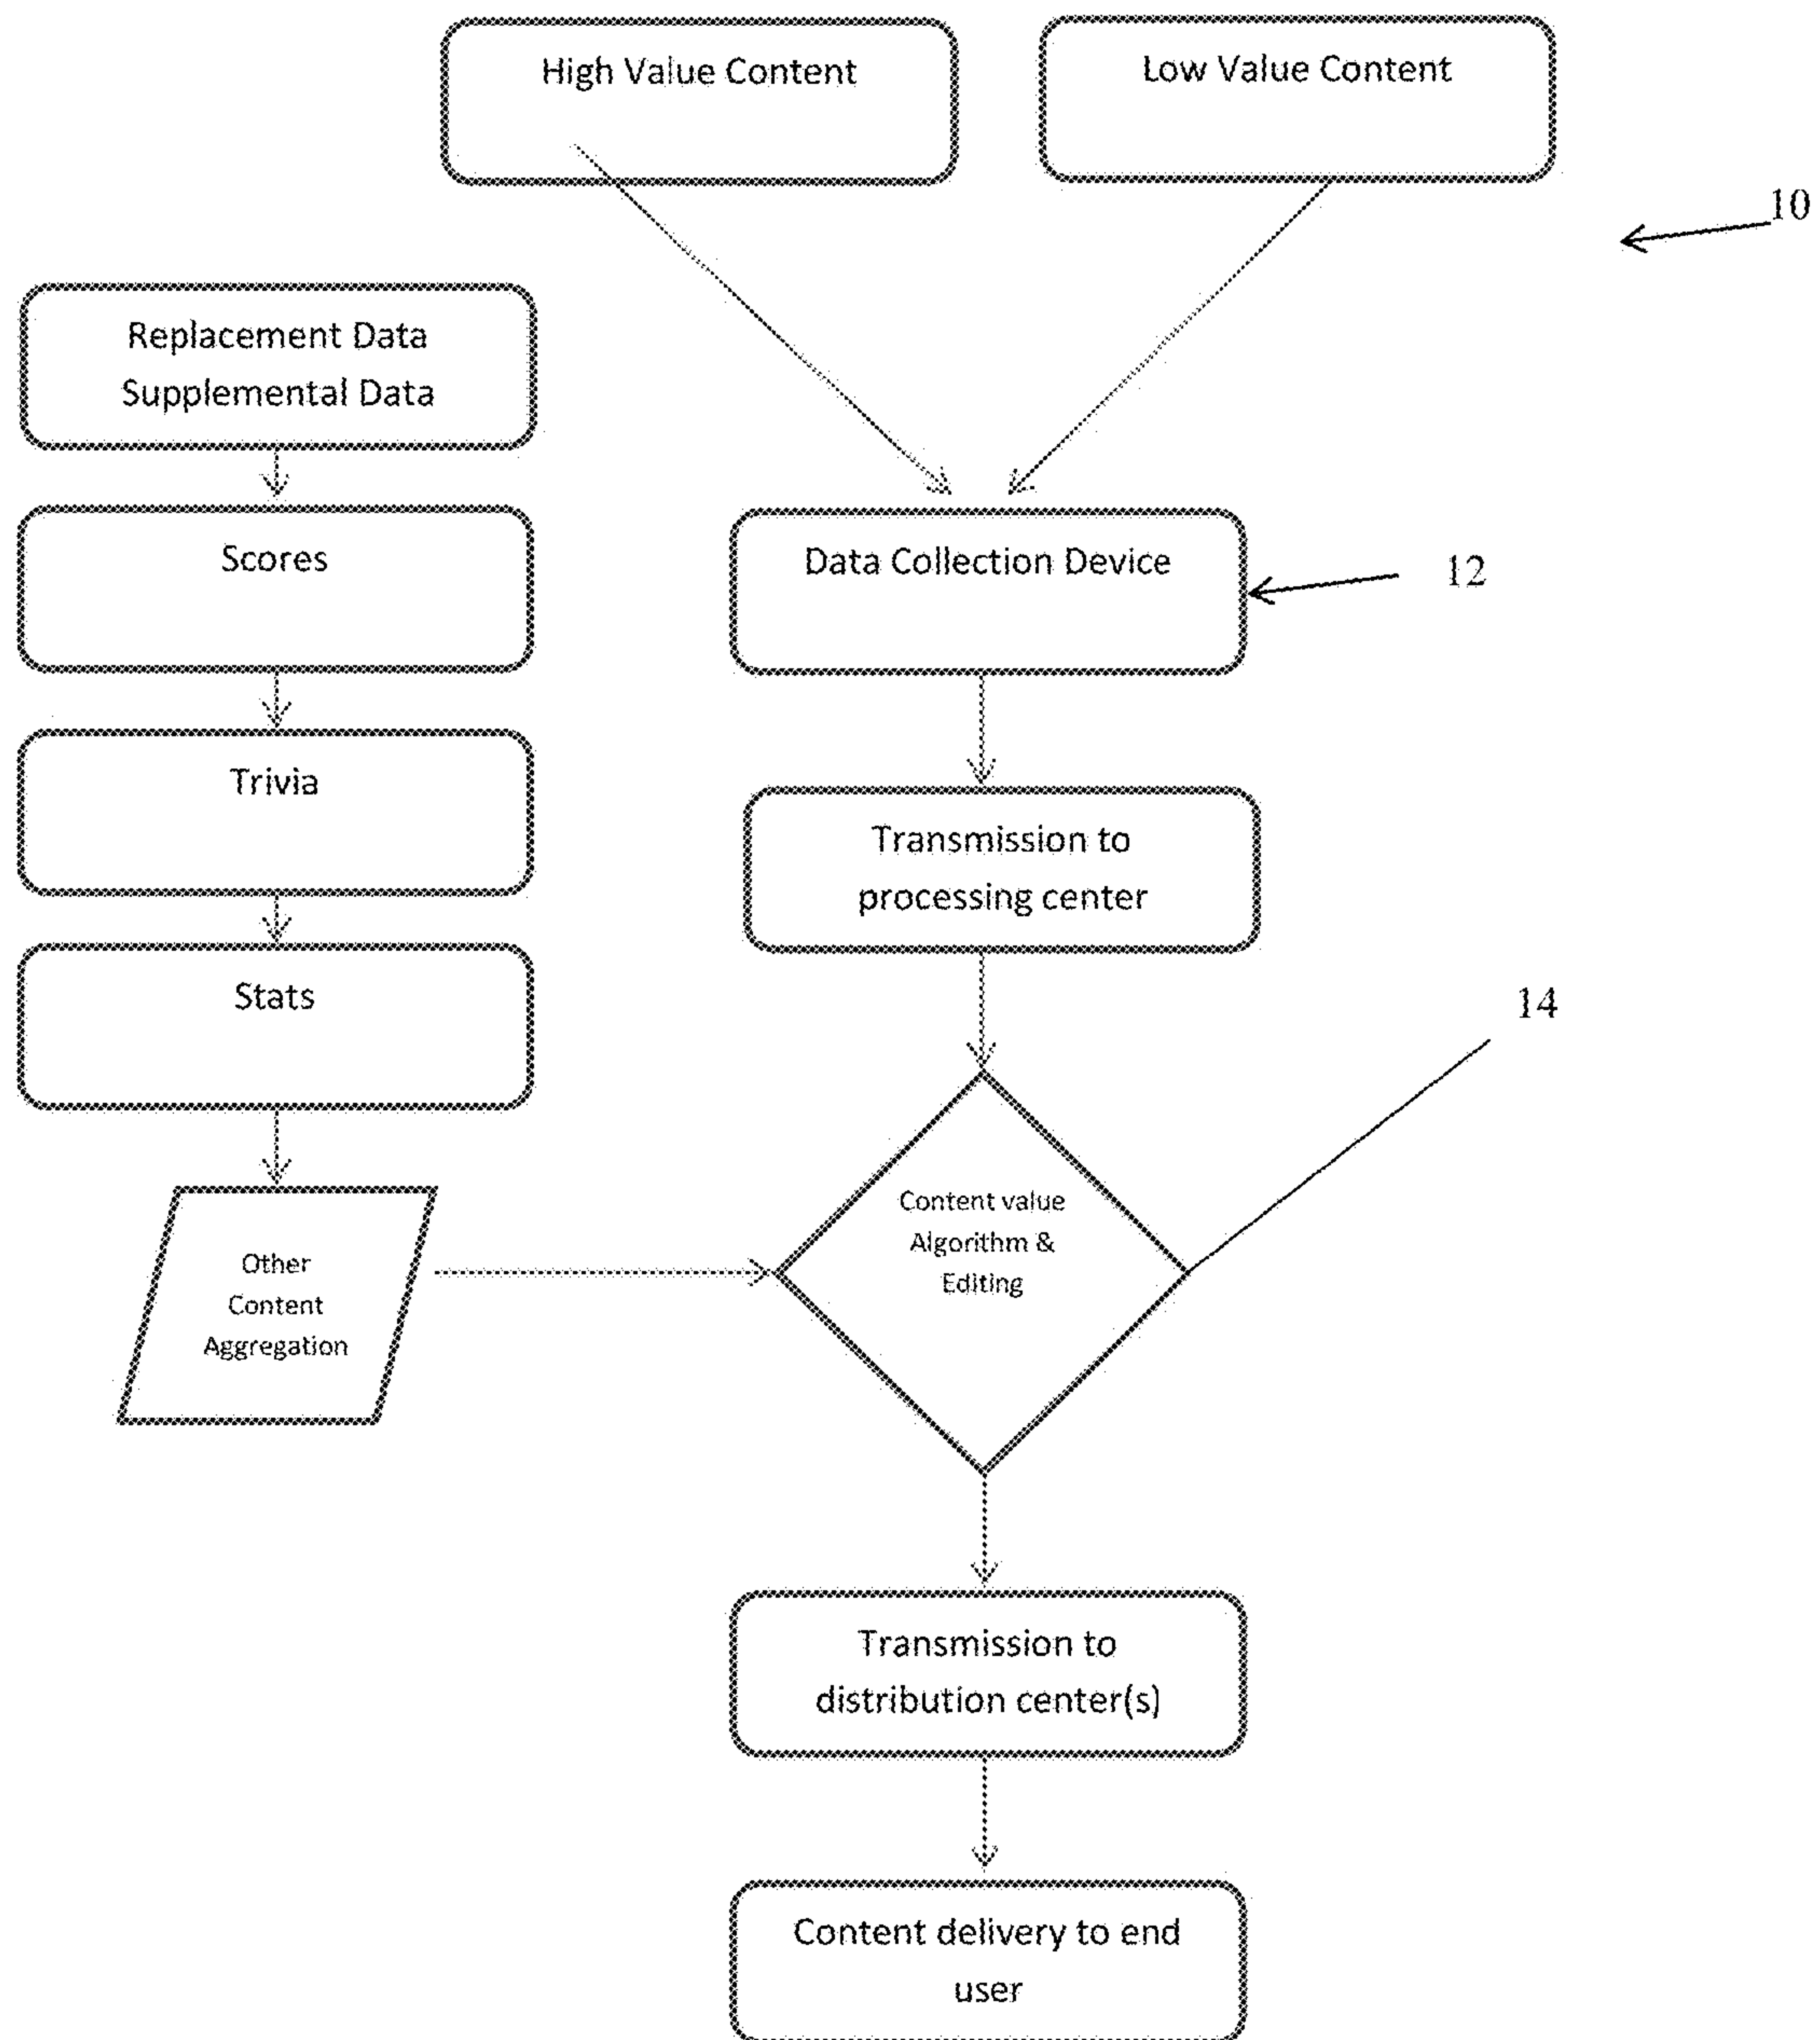 High Value Content
Low Value Content
10
Replacement Data
Supplemental Data
Scores
Data Collection Device
12
Trivia
Transmission to
processing center
Stats
14
Content value
Algorithm &
Editing
Other
Content
Aggregation
Transmission to
distribution center(s)
Content delivery to end
user